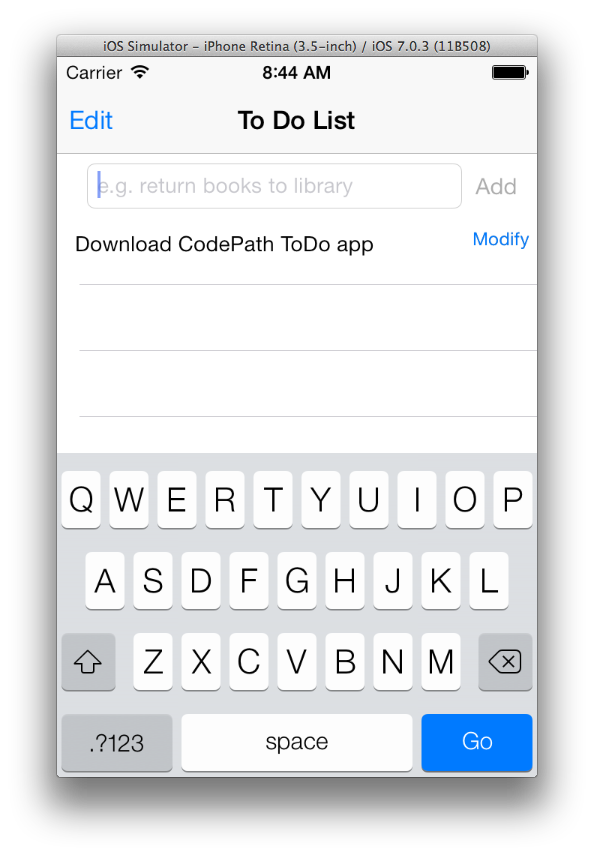 iOS Simulator - iPhone Retina (3.5-inch) / iOS 7.0.3 (11B508)
Carrier 8:44 AM
Edit To Do List
e.g. return books to library Add
Download CodePath ToDo app Modify
Q W E R T Y U I O P
A S D F G H J K L
Z X C V B N M
.?123 space Go